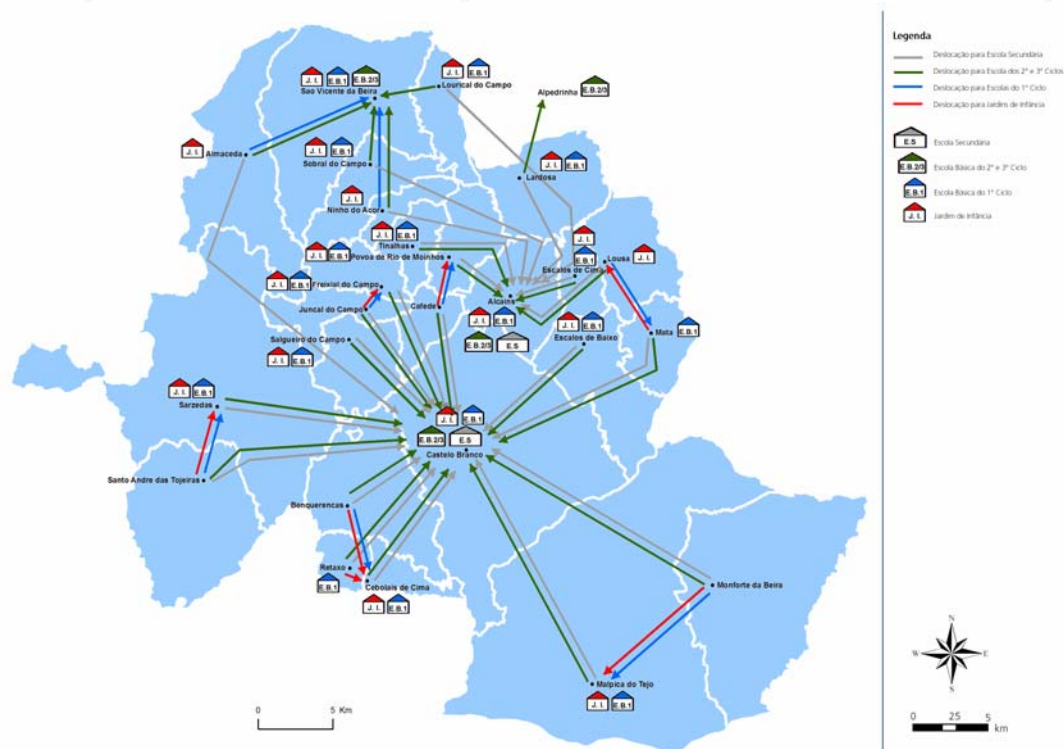 J. I. E.B.1 E.B.2/3
Sao Vicente da Beira
J. I. E.B.1
Lourical do Campo
Alpedrinha E.B.2/3
J. I. Almaceda
J. I. E.B.1
Sobral do Campo
J. I. E.B.1
Lardosa
J. I.
Ninho do Acor
J. I. E.B.1
Tinalhas
J. I. E.B.1
Povoa de Rio de Moinhos
J. I.
E.B.1
Escalos de Cima
Lousa J. I.
J. I. E.B.1
Freixial do Campo
Juncal do Campo
Cafede
Alcains
J. I. E.B.1
E.B.2/3 E.S
J. I. E.B.1
Escalos de Baixo
Mata E.B.1
Salgueiro do Campo
J. I. E.B.1
J. I. E.B.1
Sarzedas
J. I. E.B.1
E.B.2/3 E.S
Castelo Branco
Santo Andre das Tojeiras
Benquerencas
Retaxo
E.B.1
Cebolais de Cima
J. I. E.B.1
Monforte da Beira
Malpica do Tejo
J. I. E.B.1
0 5 Km
Legenda
Deslocação para Escola Secundária
Deslocação para Escola dos 2º e 3º Ciclos
Deslocação para Escolas do 1º Ciclo
Deslocação para Jardins de Infância
E.S Escola Secundária
E.B.2/3 Escola Básica do 2º e 3º Ciclo
E.B.1 Escola Básica do 1º Ciclo
J. I. Jardim de Infância
N
W E
S
0 25 5 km